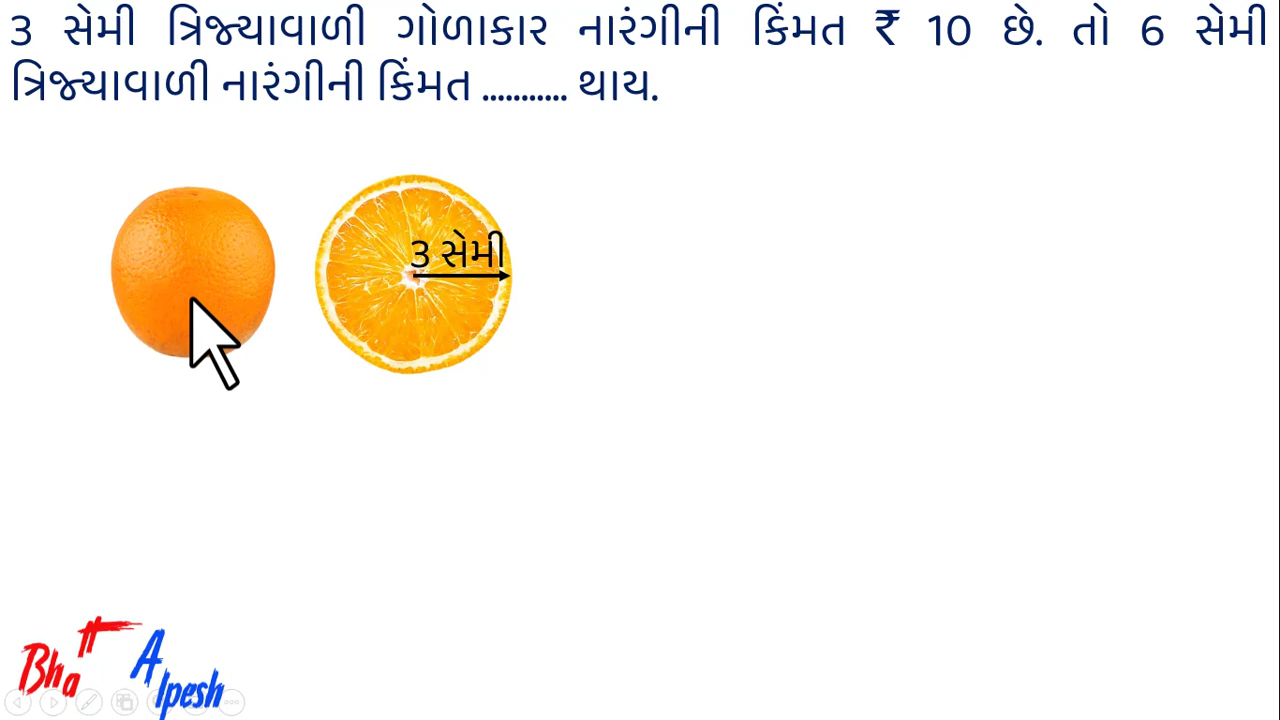 3 સેમી ત્રિજ્યાવાળી ગોળાકાર નારંગીની કિંમત ₹ 10 છે. તો 6 સેમી
ત્રિજ્યાવાળી નારંગીની કિંમત ........... થાય.
3 સેમી
Bhatt
Alpesh